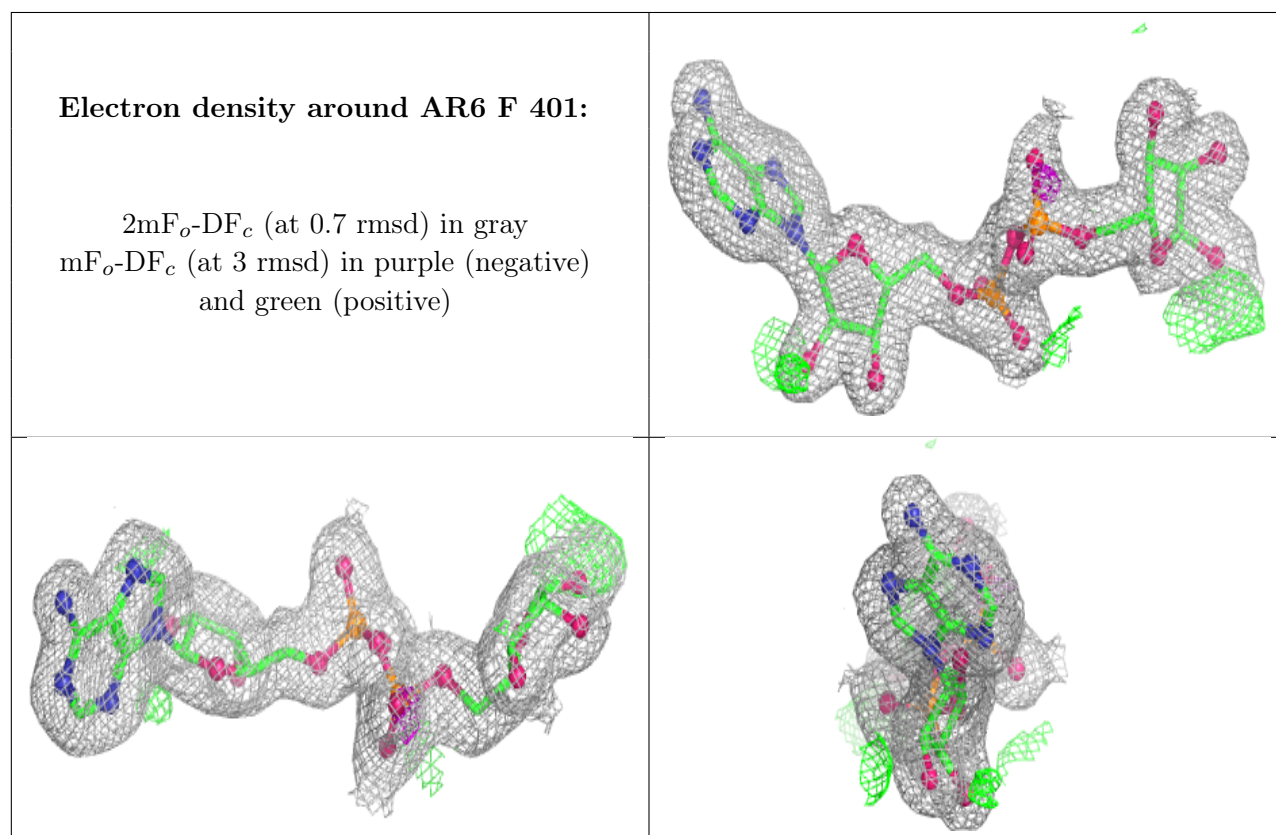 Electron density around AR6 F 401:
2mFo-DFc (at 0.7 rmsd) in gray
mFo-DFc (at 3 rmsd) in purple (negative)
and green (positive)